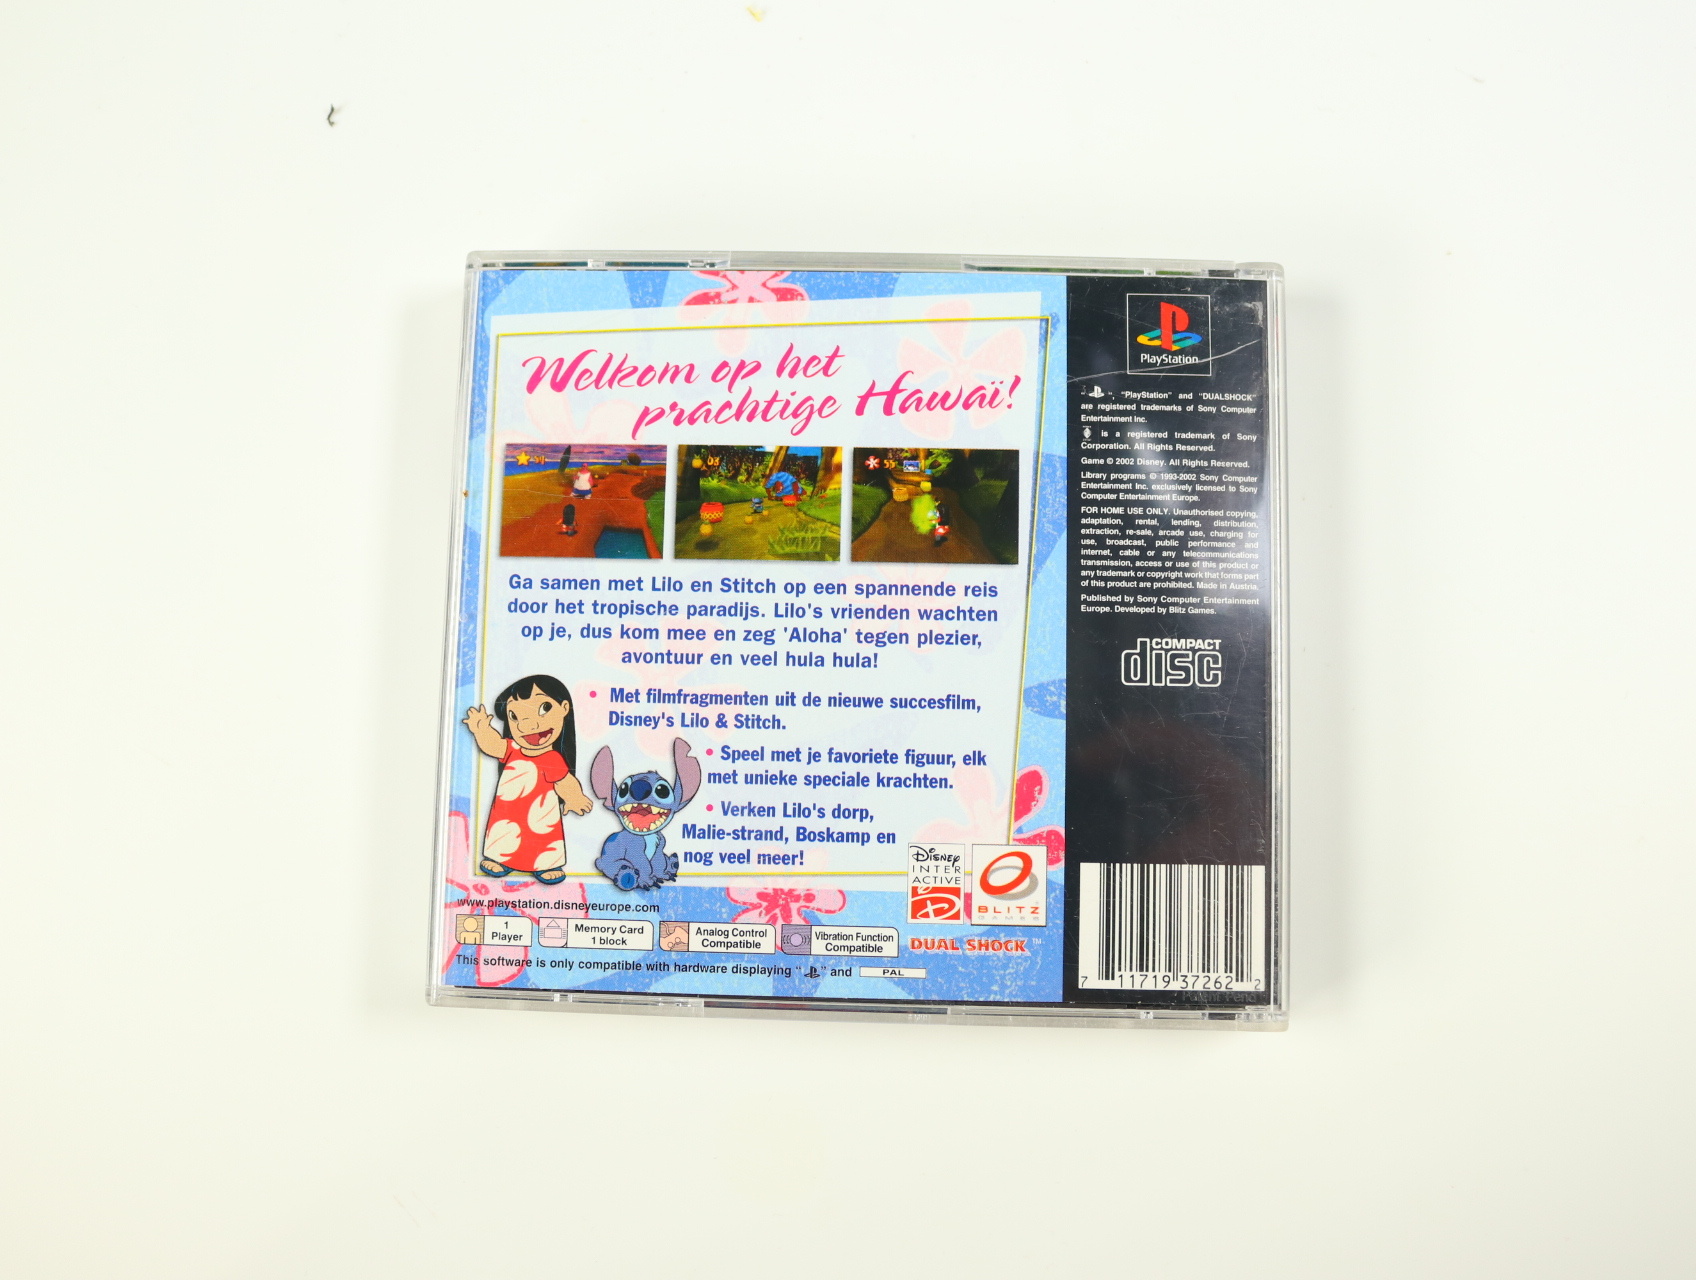 Welkom op het
prachtige Hawaï!
54
03
55
Ga samen met Lilo en Stitch op een spannende reis
door het tropische paradijs. Lilo's vrienden wachten
op je, dus kom mee en zeg 'Aloha' tegen plezier,
avontuur en veel hula hula!
• Met filmfragmenten uit de nieuwe succesfilm,
Disney's Lilo & Stitch.
• Speel met je favoriete figuur, elk
met unieke speciale krachten.
• Verken Lilo's dorp,
Malie-strand, Boskamp en
nog veel meer!
Disney
INTER
ACTIVE
BLITZ
GAMES
www.playstation.disneyeurope.com
1
Player
Memory Card
1 block
Analog Control
Compatible
Vibration Function
Compatible
DUAL SHOCK™
This software is only compatible with hardware displaying " " and PAL
PlayStation
" ", "PlayStation" and "DUALSHOCK"
are registered trademarks of Sony Computer
Entertainment Inc.
is a registered trademark of Sony
Corporation. All Rights Reserved.
Game © 2002 Disney. All Rights Reserved.
Library programs © 1993-2002 Sony Computer
Entertainment Inc. exclusively licensed to Sony
Computer Entertainment Europe.
FOR HOME USE ONLY. Unauthorised copying,
adaptation, rental, lending, distribution,
extraction, re-sale, arcade use, charging for
use, broadcast, public performance and
internet, cable or any telecommunications
transmission, access or use of this product or
any trademark or copyright work that forms part
of this product are prohibited. Made in Austria.
Published by Sony Computer Entertainment
Europe. Developed by Blitz Games.
COMPACT
disc
7 11719 37262 2
Patent Pend